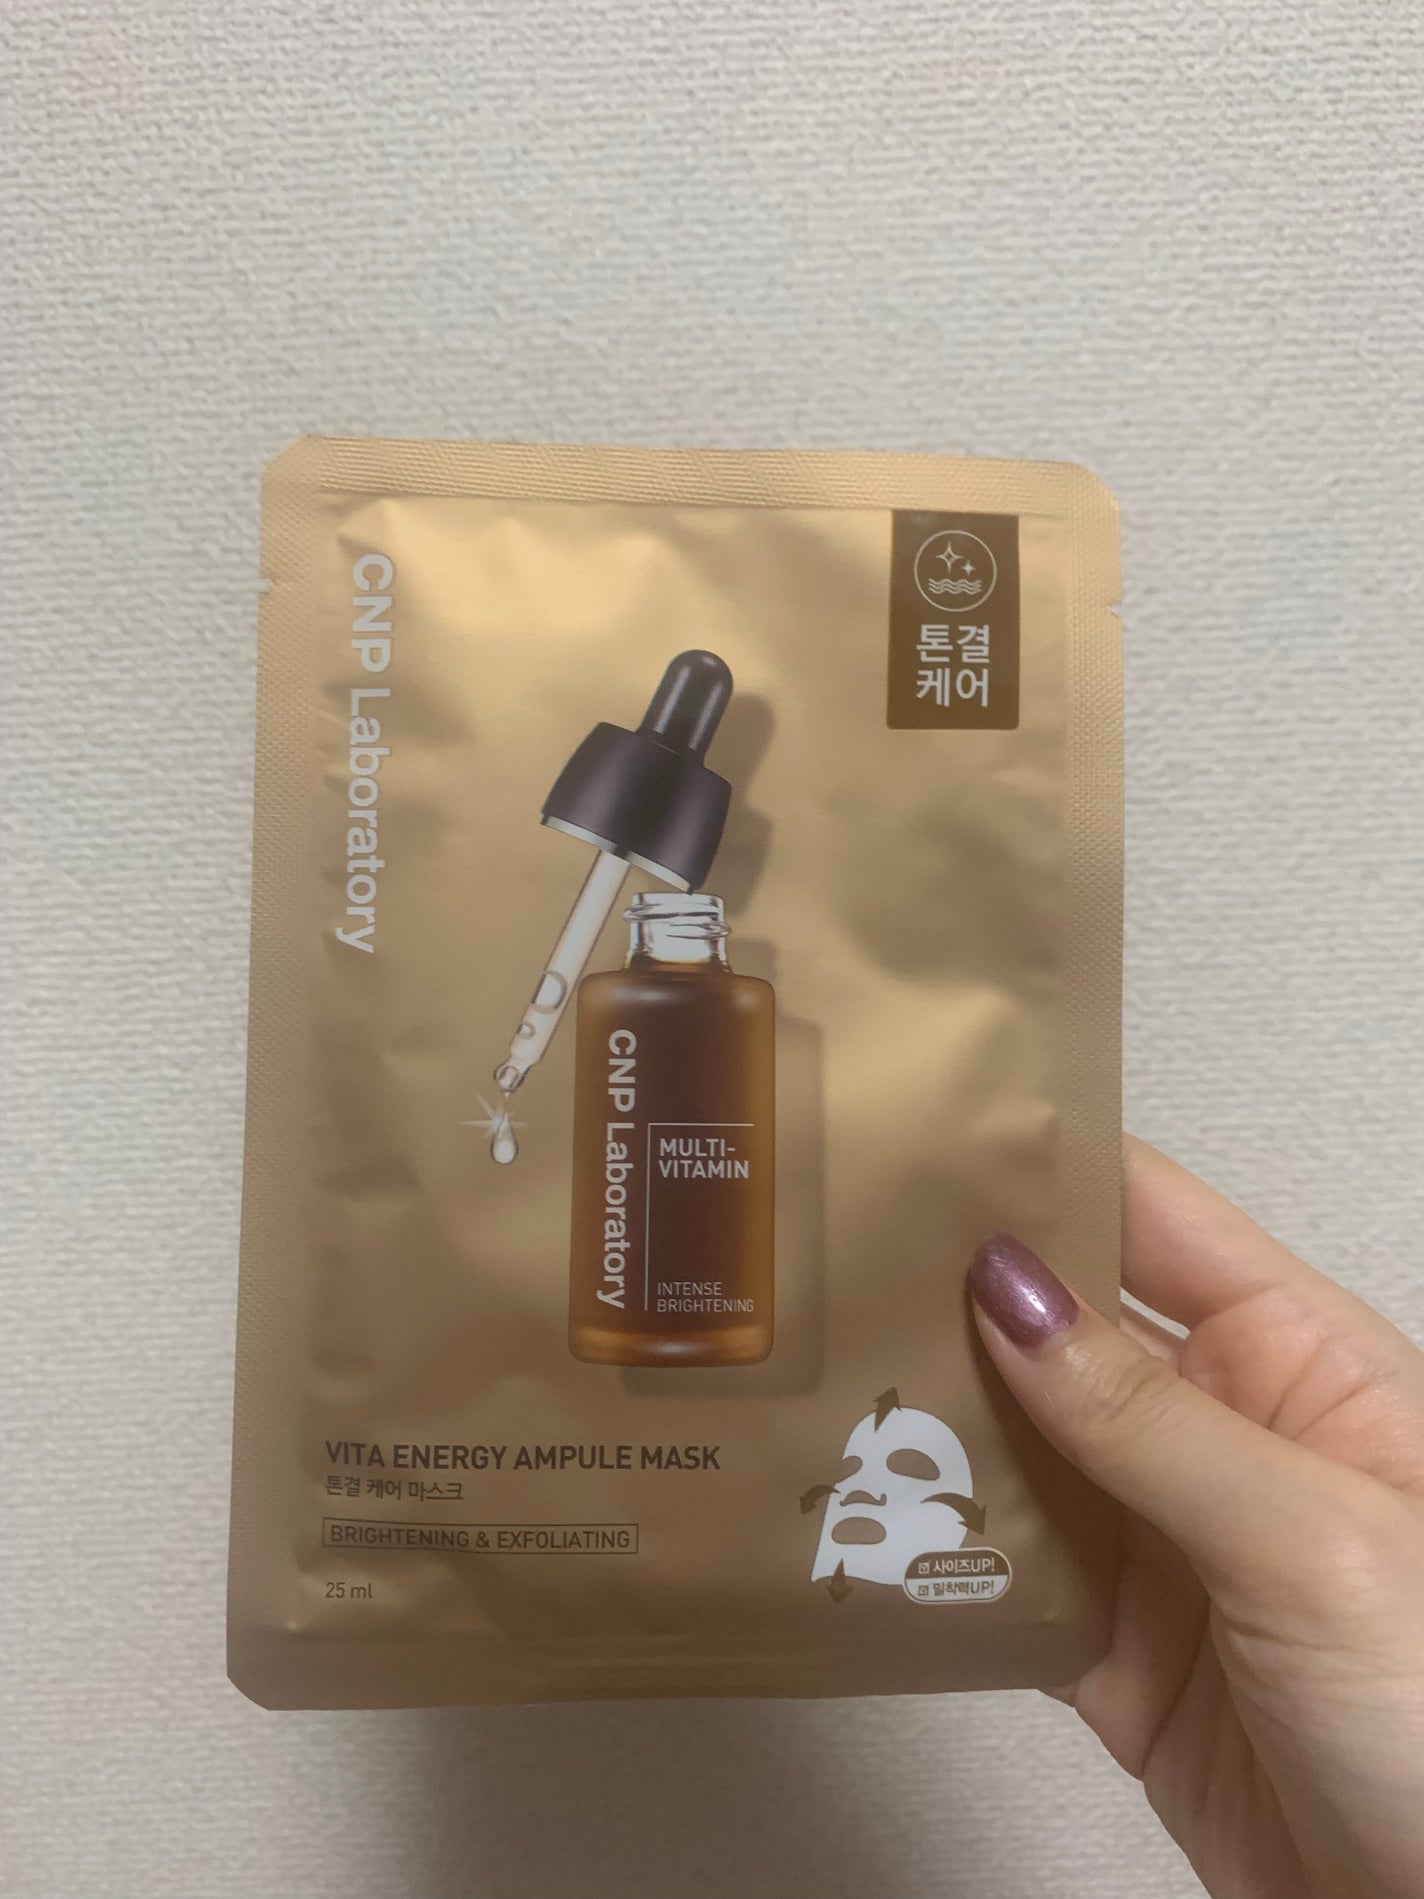 CNP Laboratory
톤결
케어
CNP Laboratory
MULTI-
VITAMIN
INTENSE
BRIGHTENING
VITA ENERGY AMPULE MASK
톤결 케어 마스크
BRIGHTENING & EXFOLIATING
25 ml
사이즈UP!
밀착력UP!